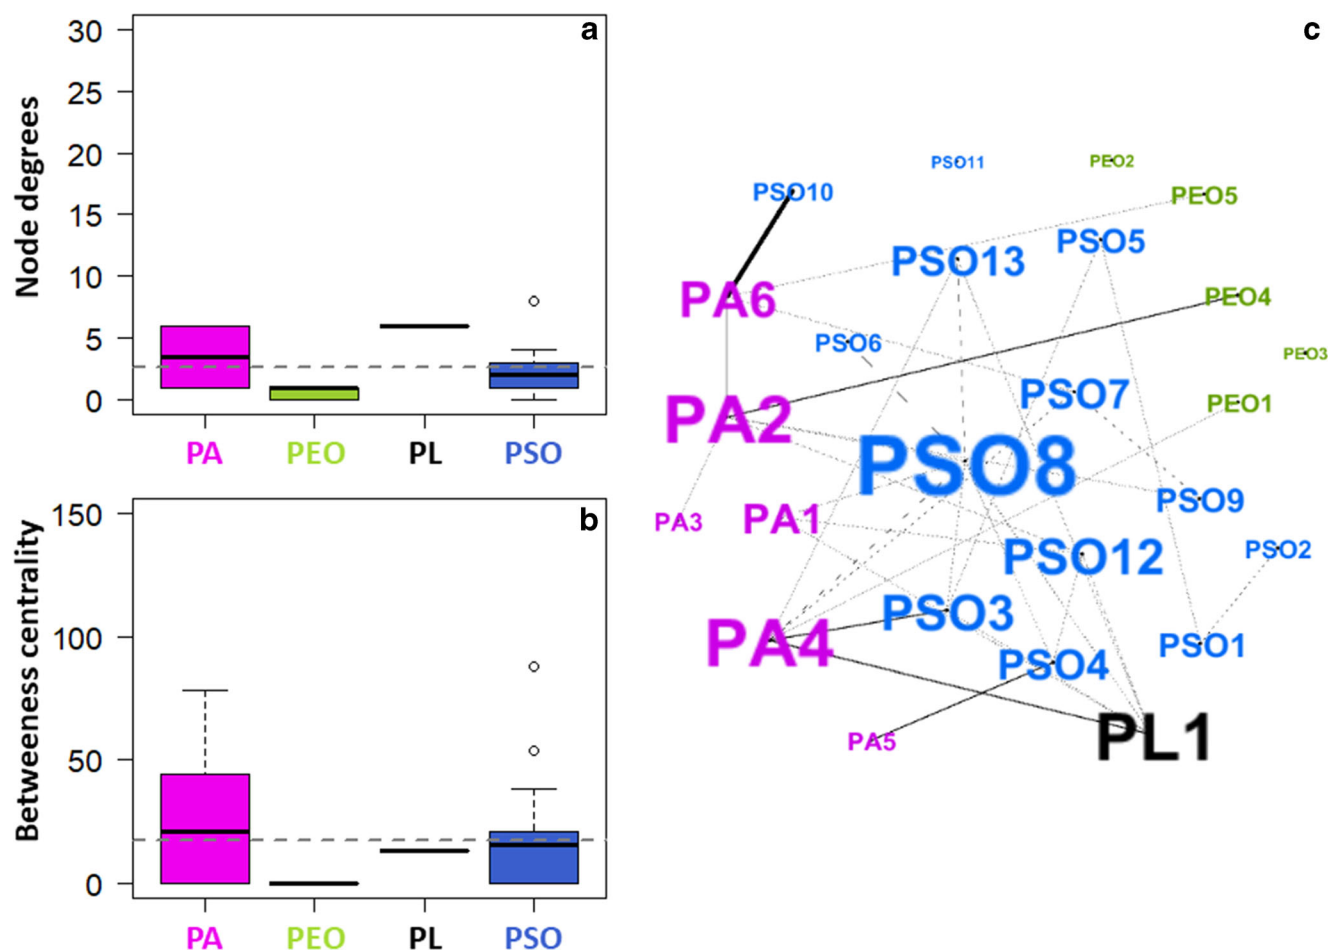 a
30
25
20
15
10
5
0
Node degrees
PA PEO PL PSO
b
150
100
50
0
Betweeness centrality
PA PEO PL PSO
c
PSO11 PEO2
PSO10 PEO5
PSO13 PSO5
PA6 PEO4
PSO6 PEO3
PSO7 PEO1
PA2
PSO8
PSO9
PA3 PA1
PSO12 PSO2
PSO3
PA4 PSO4 PSO1
PA5 PL1